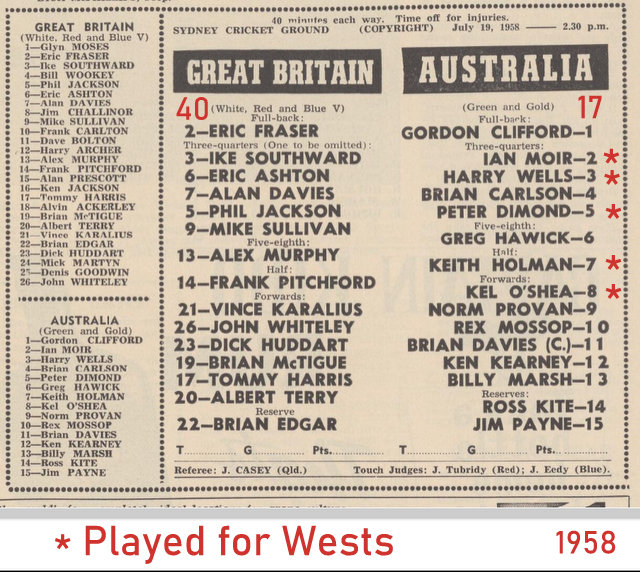 GREAT BRITAIN
(White, Red and Blue V)
1—Glyn MOSES
2—Eric FRASER
3—Ike SOUTHWARD
4—Bill WOOKEY
5—Phil JACKSON
6—Eric ASHTON
7—Alan DAVIES
8—Jim CHALLINOR
9—Mike SULLIVAN
10—Frank CARLTON
11—Dave BOLTON
12—Harry ARCHER
13—Alex MURPHY
14—Frank PITCHFORD
15—Alan PRESCOTT
16—Ken JACKSON
17—Tommy HARRIS
18—Alvin ACKERLEY
19—Brian McTIGUE
20—Albert TERRY
21—Vince KARALIUS
22—Brian EDGAR
23—Dick HUDDART
24—Mick MARTYN
25—Denis GOODWIN
26—John WHITELEY
AUSTRALIA
(Green and Gold)
1—Gordon CLIFFORD
2—Ian MOIR
3—Harry WELLS
4—Brian CARLSON
5—Peter DIMOND
6—Greg HAWICK
7—Keith HOLMAN
8—Kel O'SHEA
9—Norm PROVAN
10—Rex MOSSOP
11—Brian DAVIES
12—Ken KEARNEY
13—Billy MARSH
14—Ross KITE
15—Jim PAYNE
40 minutes each way. Time off for injuries.
SYDNEY CRICKET GROUND (COPYRIGHT) July 19, 1958 —— 2.30 p.m.
GREAT BRITAIN
40 (White, Red and Blue V)
Full-back:
2—ERIC FRASER
Three-quarters (One to be omitted):
3—IKE SOUTHWARD
6—ERIC ASHTON
7—ALAN DAVIES
5—PHIL JACKSON
9—MIKE SULLIVAN
Five-eighth:
13—ALEX MURPHY
Half:
14—FRANK PITCHFORD
Forwards:
21—VINCE KARALIUS
26—JOHN WHITELEY
23—DICK HUDDART
19—BRIAN McTIGUE
17—TOMMY HARRIS
20—ALBERT TERRY
Reserve
22—BRIAN EDGAR
T.............. G.............. Pts..............
AUSTRALIA
(Green and Gold) 17
Full-back:
GORDON CLIFFORD—1
Three-quarters:
IAN MOIR—2 *
HARRY WELLS—3 *
BRIAN CARLSON—4
PETER DIMOND—5 *
Five-eighth:
GREG HAWICK—6
Half:
KEITH HOLMAN—7 *
Forwards:
KEL O'SHEA—8 *
NORM PROVAN—9
REX MOSSOP—10
BRIAN DAVIES (C.)—11
KEN KEARNEY—12
BILLY MARSH—13
Reserves:
ROSS KITE—14
JIM PAYNE—15
T.............. G.............. Pts..............
Referee: J. CASEY (Qld.) Touch Judges: J. Tubridy (Red); J. Eedy (Blue).
* Played for Wests 1958